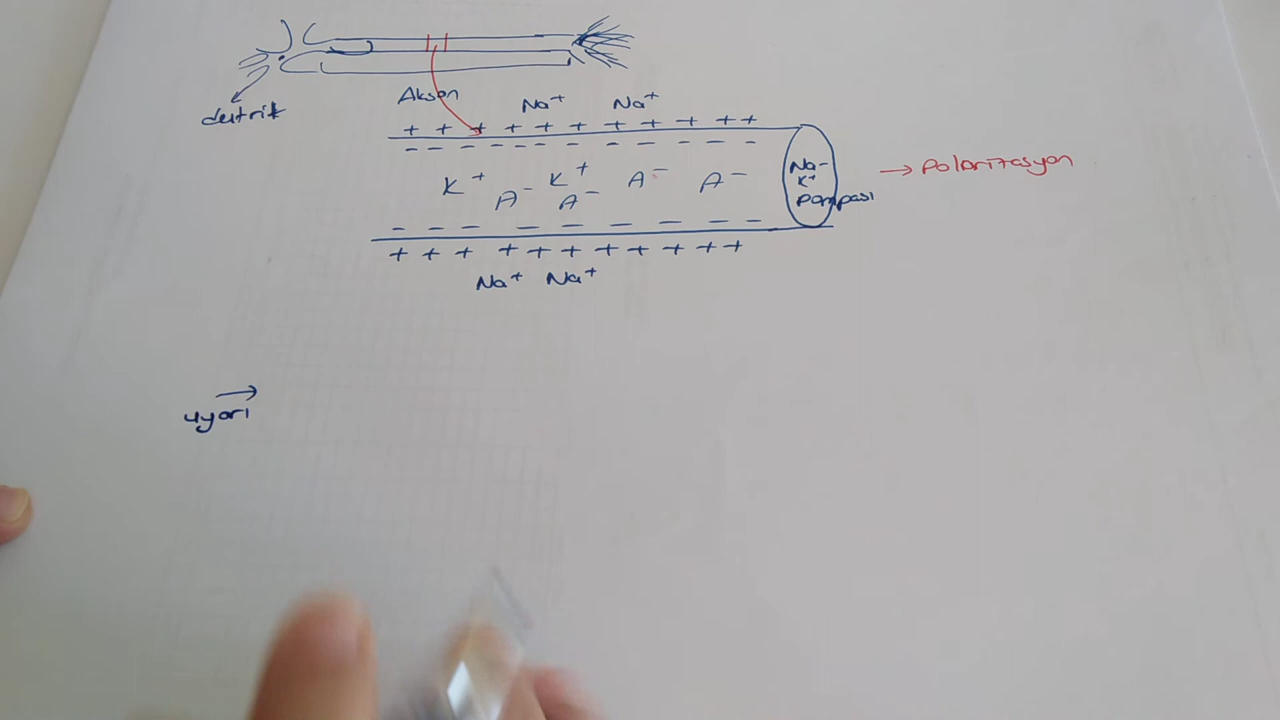 dentrit
Akson
Na+ Na+
+ + + + + + + + + ++
-- - --- - - - - -
K+ A- K+ A- A- A-
Na-
K+
pompası
→ Polarizasyon
- - - - - - - - -
+ + + + + + + + + ++
Na+ Na+
→
uyarı